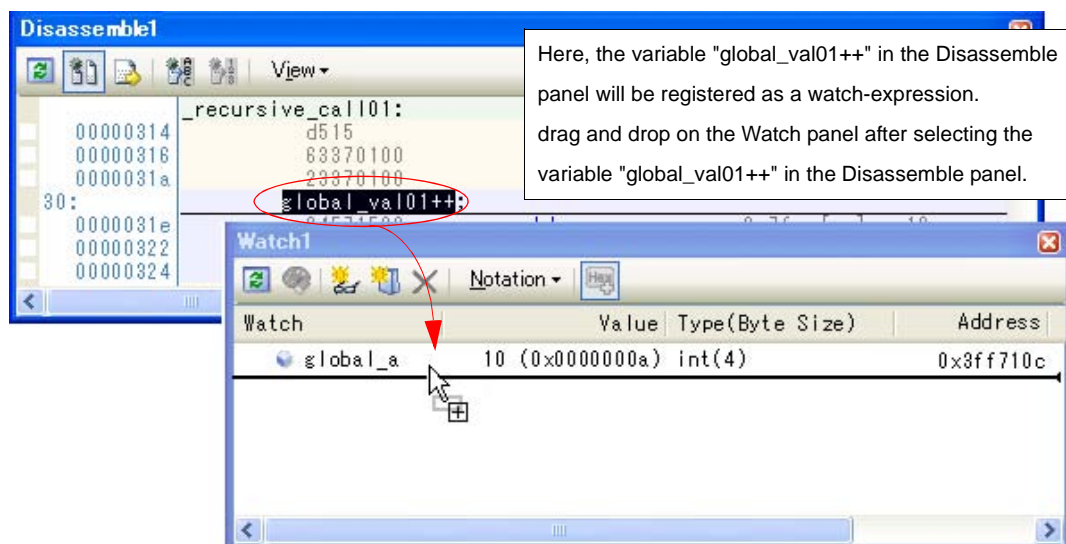 Disassemble1
Here, the variable "global_val01++" in the Disassemble
panel will be registered as a watch-expression.
drag and drop on the Watch panel after selecting the
variable "global_val01++" in the Disassemble panel.
View
_recursive_call01:
00000314 d515
00000316 63370100
0000031a 23370100
30: global_val01++;
0000031e
00000322
00000324
Watch1
Notation Hex
Watch Value Type(Byte Size) Address
global_a 10 (0x0000000a) int(4) 0x3ff710c